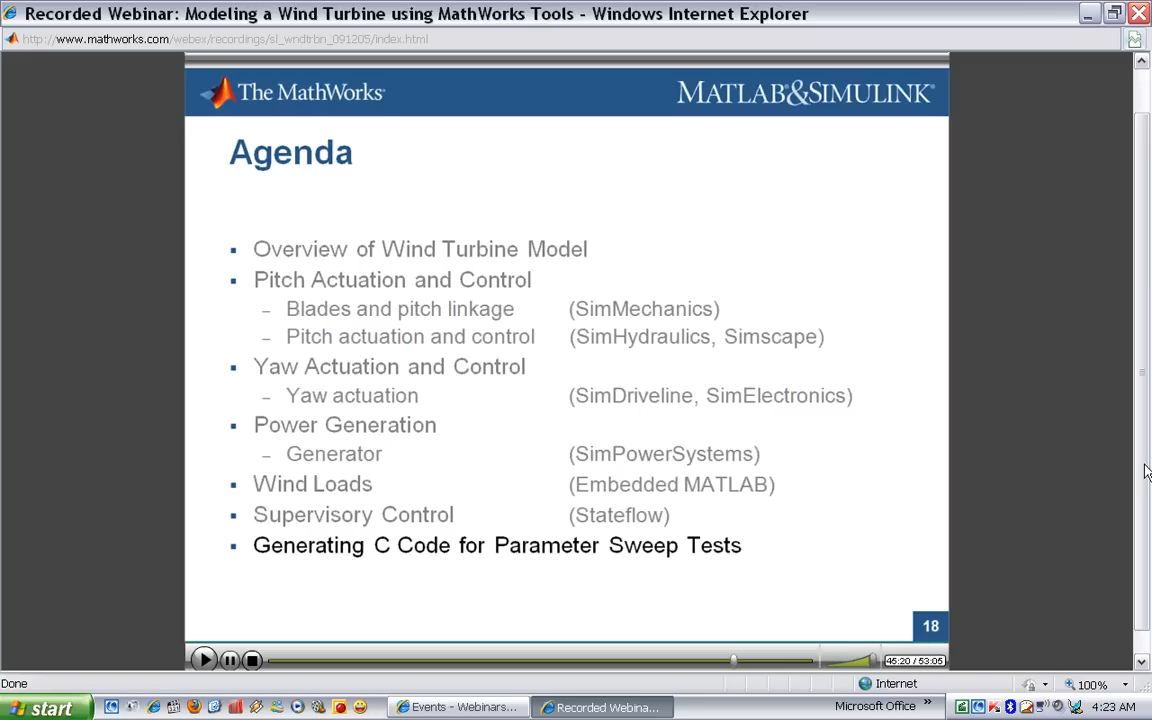 Recorded Webinar: Modeling a Wind Turbine using MathWorks Tools - Windows Internet Explorer
http://www.mathworks.com/webex/recordings/sl_wndtrbn_091205/index.html
The MathWorks
MATLAB&SIMULINK
Agenda
Overview of Wind Turbine Model
Pitch Actuation and Control
– Blades and pitch linkage (SimMechanics)
– Pitch actuation and control (SimHydraulics, Simscape)
Yaw Actuation and Control
– Yaw actuation (SimDriveline, SimElectronics)
Power Generation
– Generator (SimPowerSystems)
Wind Loads (Embedded MATLAB)
Supervisory Control (Stateflow)
Generating C Code for Parameter Sweep Tests
18
45:20 / 53:05
Done Internet 100%
start Events - Webinars... Recorded Webina... Microsoft Office » 4:23 AM